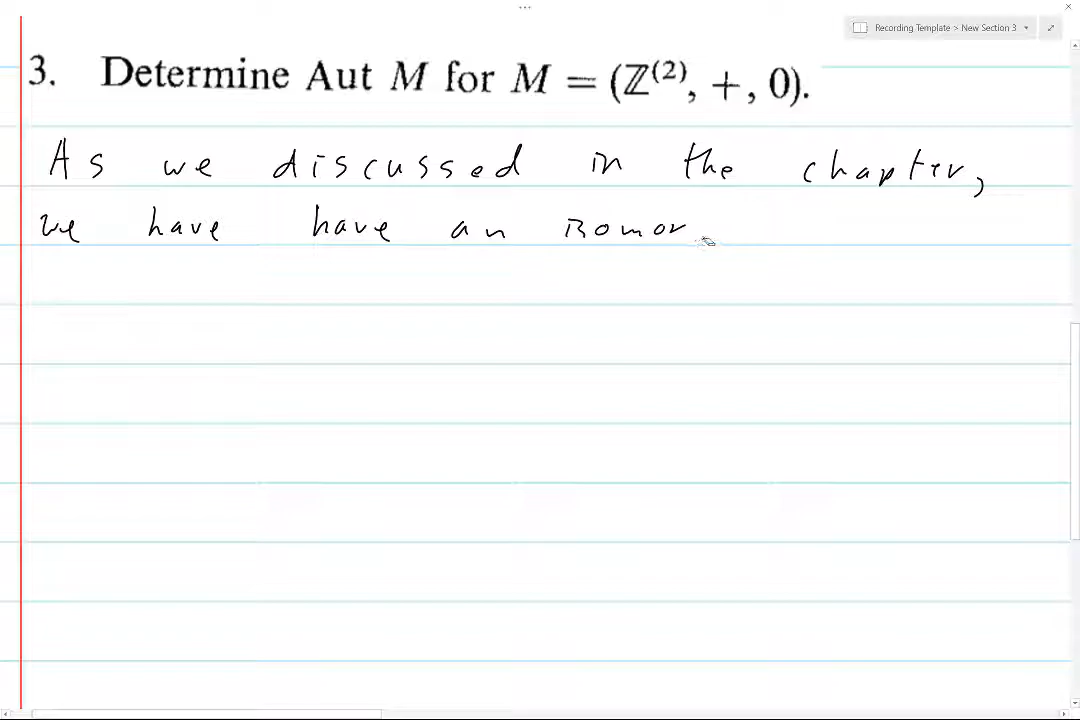 Recording Template > New Section 3
3. Determine Aut M for M = (ℤ⁽²⁾, +, 0).
As we discussed in the chapter,
we have have an isomor